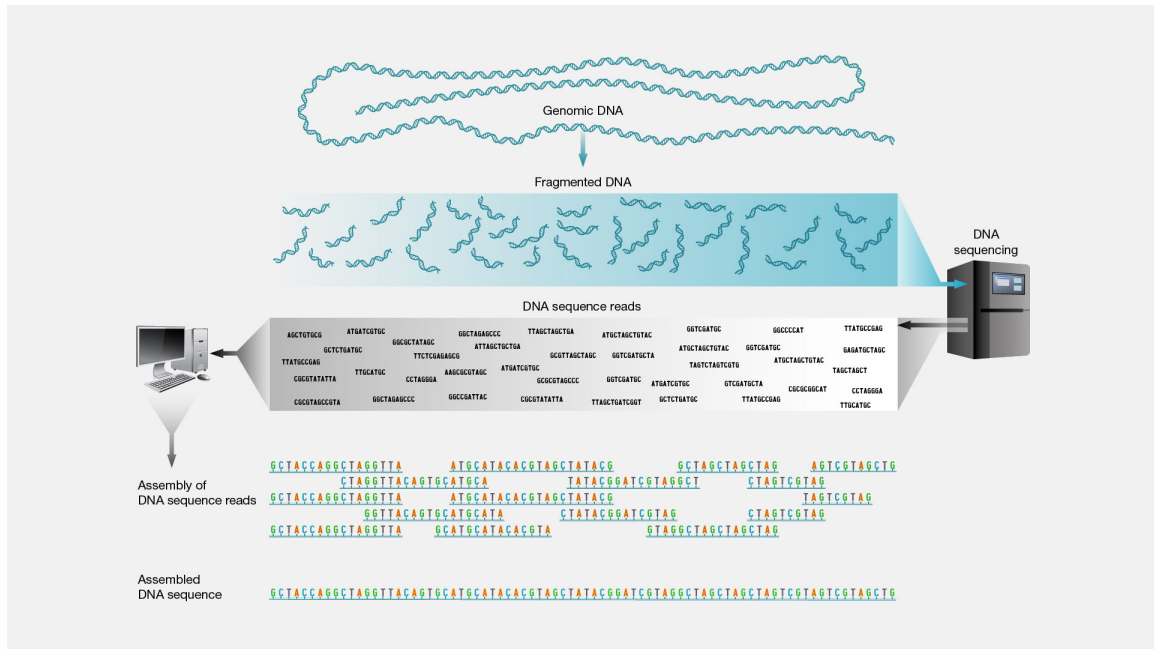 Genomic DNA
Fragmented DNA
DNA
sequencing
DNA sequence reads
AGCTGTGCG ATGATCGTGC GGCGCTATAGC GGCTAGAGCCC TTAGCTAGCTGA ATGCTAGCTGTAC GGTCGATGC GGCCCCAT TTATGCCGAG
GCTCTGATGC TTCTCGAGAGCG ATTAGCTGCTGA GCGTTAGCTAGC GGTCGATGCTA ATGCTAGCTGTAC GGTCGATGC GAGATGCTAGC
TTATGCCGAG TTGCATGC AAGCGCGTAGC ATGATCGTGC TAGTCTAGTCGTG ATGCTAGCTGTAC TAGCTAGCT
CGCGTATATTA CCTAGGGA GCGCGTAGCCC GGTCGATGC ATGATCGTGC GTCGATGCTA CGCGCGGCAT CCTAGGGA
CGCGTAGCCGTA GGCTAGAGCCC GGCCGATTAC CGCGTATATTA TTAGCTGATCGGT GCTCTGATGC TTATGCCGAG TTGCATGC
Assembly of
DNA sequence reads
GCTACCAGGCTAGGTTA ATGCATACACGTAGCTATACG GCTAGCTAGCTAG AGTCGTAGCTG
CTAGGTTACAGTGCATGCA TATACGGATCGTAGGCT CTAGTCGTAG
GCTACCAGGCTAGGTTA ATGCATACACGTAGCTATACG TAGTCGTAG
GGTTACAGTGCATGCATA CTATACGGATCGTAG CTAGTCGTAG
GCTACCAGGCTAGGTTA GCATGCATACACGTA GTAGGCTAGCTAGCTAG
Assembled
DNA sequence
GCTACCAGGCTAGGTTACAGTGCATGCATACACGTAGCTATACGGATCGTAGGCTAGCTAGCTAGTCGTAGTCGTAGCTG